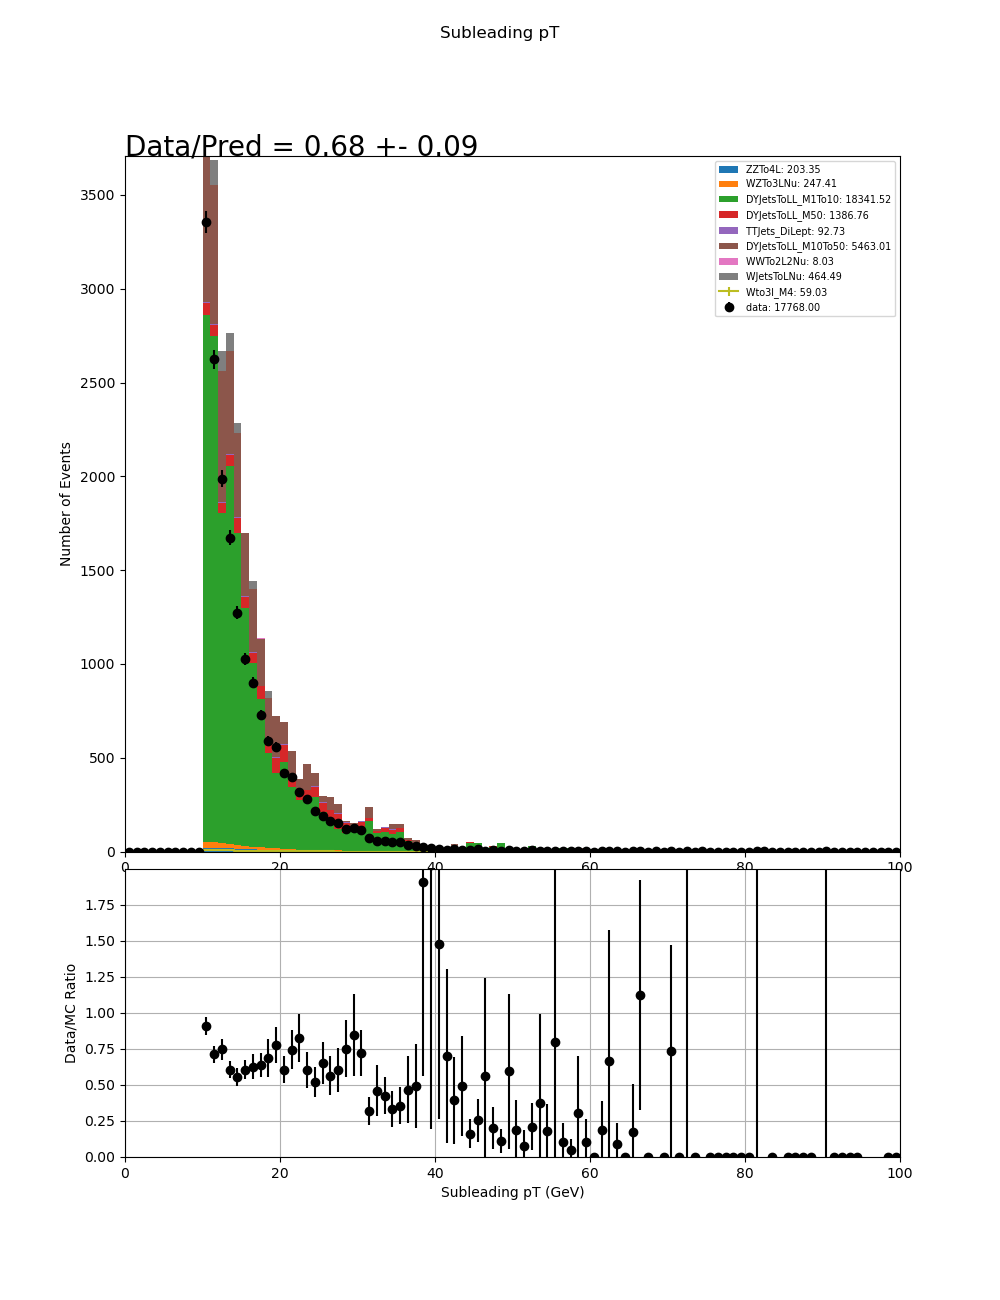 Subleading pT
Data/Pred = 0.68 +- 0.09
ZZTo4L: 203.35
WZTo3LNu: 247.41
DYJetsToLL_M1To10: 18341.52
DYJetsToLL_M50: 1386.76
TTJets_DiLept: 92.73
DYJetsToLL_M10To50: 5463.01
WWTo2L2Nu: 8.03
WJetsToLNu: 464.49
Wto3l_M4: 59.03
data: 17768.00
Number of Events
3500
3000
2500
2000
1500
1000
500
0
0 20 40 60 80 100
Data/MC Ratio
1.75
1.50
1.25
1.00
0.75
0.50
0.25
0.00
0 20 40 60 80 100
Subleading pT (GeV)